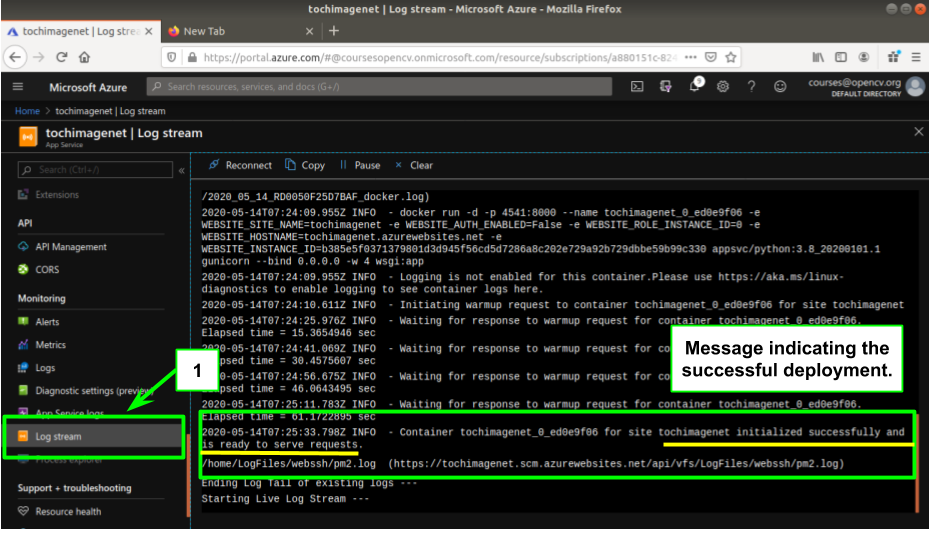 tochimagenet | Log stream - Microsoft Azure - Mozilla Firefox
tochimagenet | Log strea
New Tab
https://portal.azure.com/#@coursesopencv.onmicrosoft.com/resource/subscriptions/a880151c-824
Microsoft Azure
Search resources, services, and docs (G+/)
courses@opencv.org
DEFAULT DIRECTORY
Home > tochimagenet | Log stream
tochimagenet | Log stream
App Service
Search (Ctrl+/)
Reconnect Copy Pause Clear
Extensions
API
API Management
CORS
Monitoring
Alerts
Metrics
Logs
Diagnostic settings (preview)
App Service logs
Log stream
Process explorer
Support + troubleshooting
Resource health
/2020_05_14_RD0050F25D7BAF_docker.log)
2020-05-14T07:24:09.955Z INFO - docker run -d -p 4541:8000 --name tochimagenet_0_ed0e9f06 -e
WEBSITE_SITE_NAME=tochimagenet -e WEBSITE_AUTH_ENABLED=False -e WEBSITE_ROLE_INSTANCE_ID=0 -e
WEBSITE_HOSTNAME=tochimagenet.azurewebsites.net -e
WEBSITE_INSTANCE_ID=b385e5f0371379801d3d945f56cd5d7286a8c202e729a92b729dbbe59b99c330 appsvc/python:3.8_20200101.1
gunicorn --bind 0.0.0.0 -w 4 wsgi:app
2020-05-14T07:24:09.955Z INFO - Logging is not enabled for this container.Please use https://aka.ms/linux-
diagnostics to enable logging to see container logs here.
2020-05-14T07:24:10.611Z INFO - Initiating warmup request to container tochimagenet_0_ed0e9f06 for site tochimagenet
2020-05-14T07:24:25.976Z INFO - Waiting for response to warmup request for container tochimagenet_0_ed0e9f06.
Elapsed time = 15.3654946 sec
2020-05-14T07:24:41.069Z INFO - Waiting for response to warmup request for co
Elapsed time = 30.4575607 sec
2020-05-14T07:24:56.675Z INFO - Waiting for response to warmup request for co
Elapsed time = 46.0643495 sec
2020-05-14T07:25:11.783Z INFO - Waiting for response to warmup request for container tochimagenet_0_ed0e9f06.
Elapsed time = 61.1722895 sec
2020-05-14T07:25:33.798Z INFO - Container tochimagenet_0_ed0e9f06 for site tochimagenet initialized successfully and
is ready to serve requests.
/home/LogFiles/webssh/pm2.log (https://tochimagenet.scm.azurewebsites.net/api/vfs/LogFiles/webssh/pm2.log)
Ending Log Tail of existing logs ---
Starting Live Log Stream ---
1
Message indicating the
successful deployment.